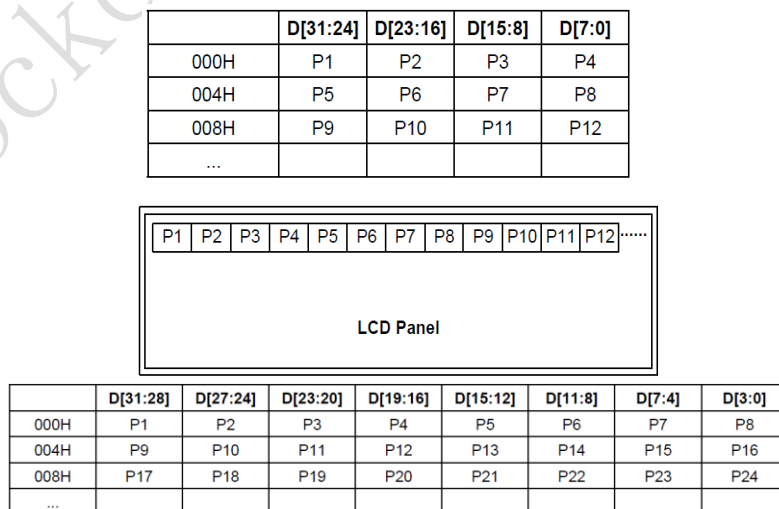 D[31:24] D[23:16] D[15:8] D[7:0]
000H P1 P2 P3 P4
004H P5 P6 P7 P8
008H P9 P10 P11 P12
...
P1 P2 P3 P4 P5 P6 P7 P8 P9 P10 P11 P12 ......
LCD Panel
D[31:28] D[27:24] D[23:20] D[19:16] D[15:12] D[11:8] D[7:4] D[3:0]
000H P1 P2 P3 P4 P5 P6 P7 P8
004H P9 P10 P11 P12 P13 P14 P15 P16
008H P17 P18 P19 P20 P21 P22 P23 P24
...